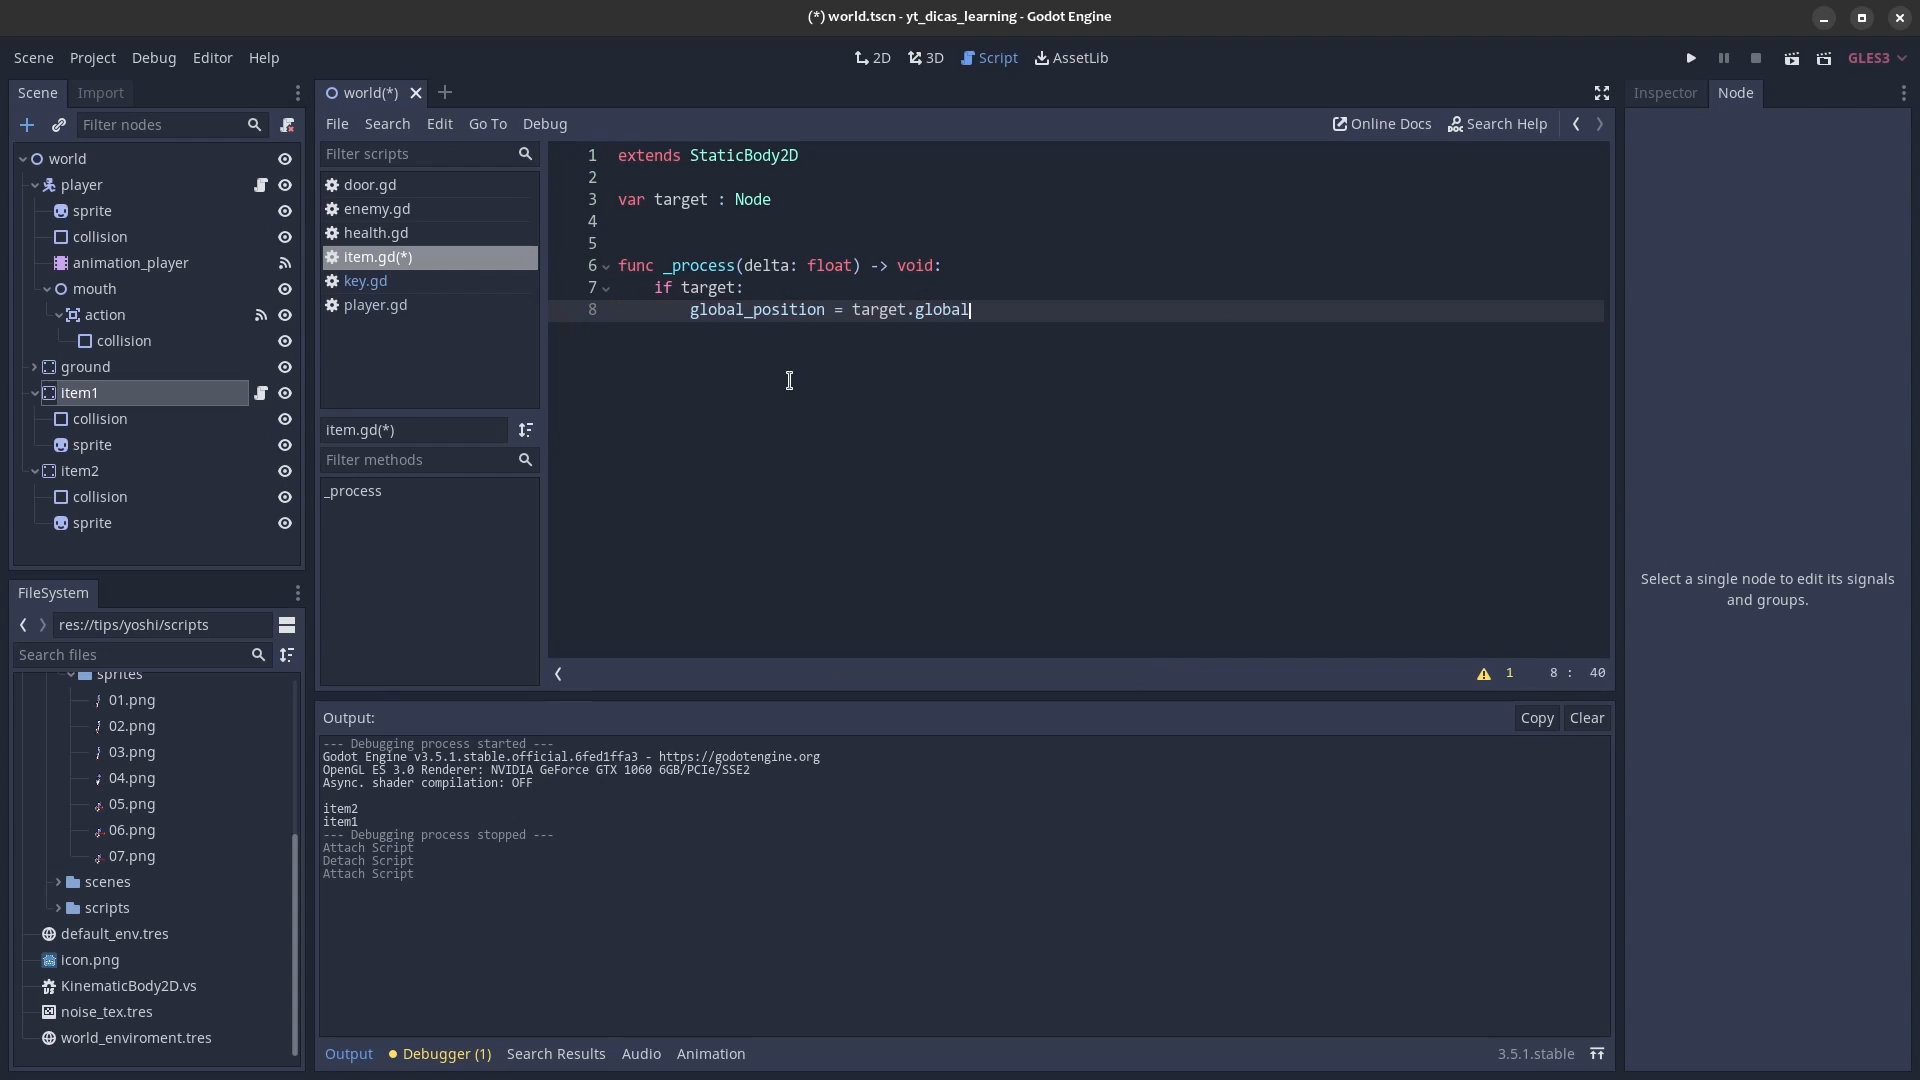 (*) world.tscn - yt_dicas_learning - Godot Engine
Scene Project Debug Editor Help
2D 3D Script AssetLib
GLES3
Scene Import
Filter nodes
world
player
sprite
collision
animation_player
mouth
action
collision
ground
item1
collision
sprite
item2
collision
sprite
FileSystem
res://tips/yoshi/scripts
Search files
sprites
01.png
02.png
03.png
04.png
05.png
06.png
07.png
scenes
scripts
default_env.tres
icon.png
KinematicBody2D.vs
noise_tex.tres
world_enviroment.tres
world(*)
File Search Edit Go To Debug
Online Docs Search Help
Filter scripts
door.gd
enemy.gd
health.gd
item.gd(*)
key.gd
player.gd
item.gd(*)
Filter methods
_process
1 extends StaticBody2D
2
3 var target : Node
4
5
6 func _process(delta: float) -> void:
7 if target:
8 global_position = target.global
1 8 : 40
Output:
Copy Clear
--- Debugging process started ---
Godot Engine v3.5.1.stable.official.6fed1ffa3 - https://godotengine.org
OpenGL ES 3.0 Renderer: NVIDIA GeForce GTX 1060 6GB/PCIe/SSE2
Async. shader compilation: OFF
item2
item1
--- Debugging process stopped ---
Attach Script
Detach Script
Attach Script
Output Debugger (1) Search Results Audio Animation
3.5.1.stable
Inspector Node
Select a single node to edit its signals
and groups.